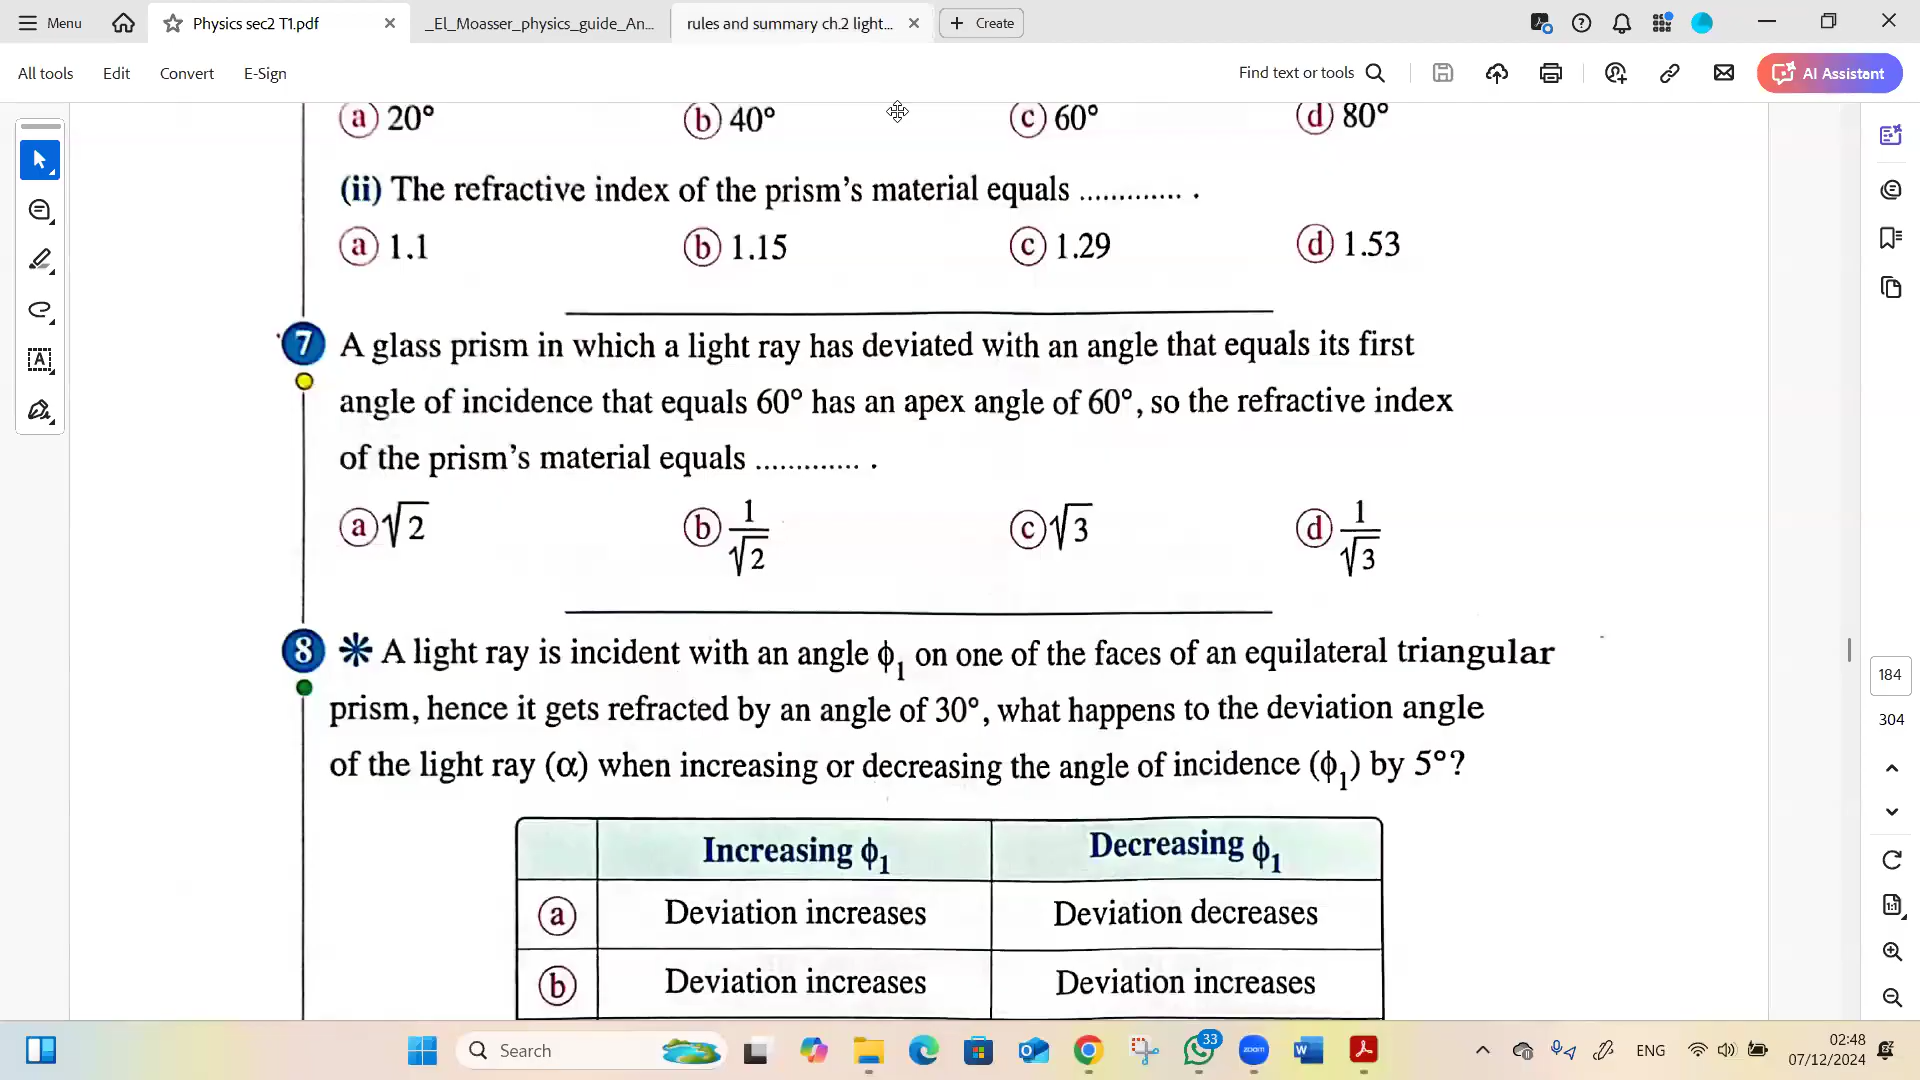 Menu
Physics sec2 T1.pdf
_El_Moasser_physics_guide_An...
rules and summary ch.2 light...
Create
All tools
Edit
Convert
E-Sign
Find text or tools
AI Assistant
a 20° b 40° c 60° d 80°
(ii) The refractive index of the prism's material equals ............. .
a 1.1 b 1.15 c 1.29 d 1.53
7 A glass prism in which a light ray has deviated with an angle that equals its first
angle of incidence that equals 60° has an apex angle of 60°, so the refractive index
of the prism's material equals ............. .
a √2 b 1/√2 c √3 d 1/√3
8 ✻ A light ray is incident with an angle ϕ₁ on one of the faces of an equilateral triangular
prism, hence it gets refracted by an angle of 30°, what happens to the deviation angle
of the light ray (α) when increasing or decreasing the angle of incidence (ϕ₁) by 5°?
Increasing ϕ₁ Decreasing ϕ₁
a Deviation increases Deviation decreases
b Deviation increases Deviation increases
184
304
Search
33
zoom
ENG
02:48
07/12/2024